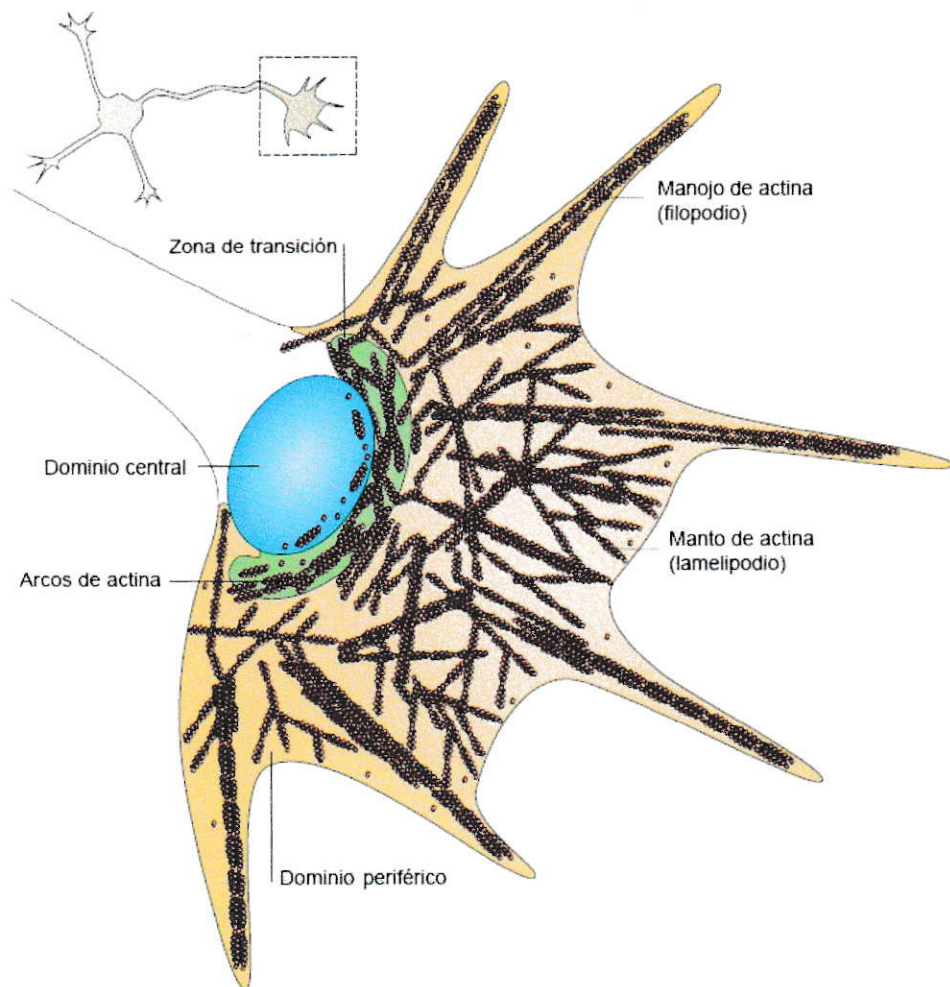 Manojo de actina
(filopodio)
Zona de transición
Dominio central
Manto de actina
(lamelipodio)
Arcos de actina
Dominio periférico